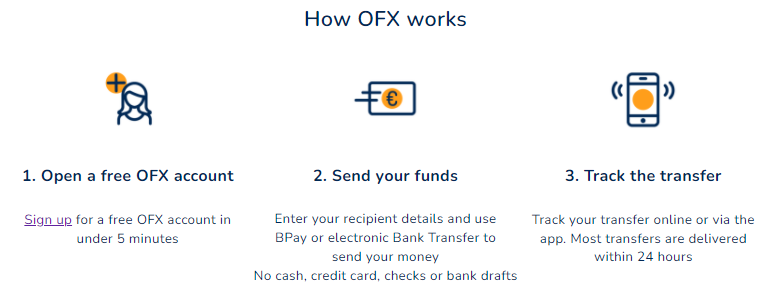 How OFX works
€
1. Open a free OFX account
Sign up for a free OFX account in
under 5 minutes
2. Send your funds
Enter your recipient details and use
BPay or electronic Bank Transfer to
send your money
No cash, credit card, checks or bank drafts
3. Track the transfer
Track your transfer online or via the
app. Most transfers are delivered
within 24 hours